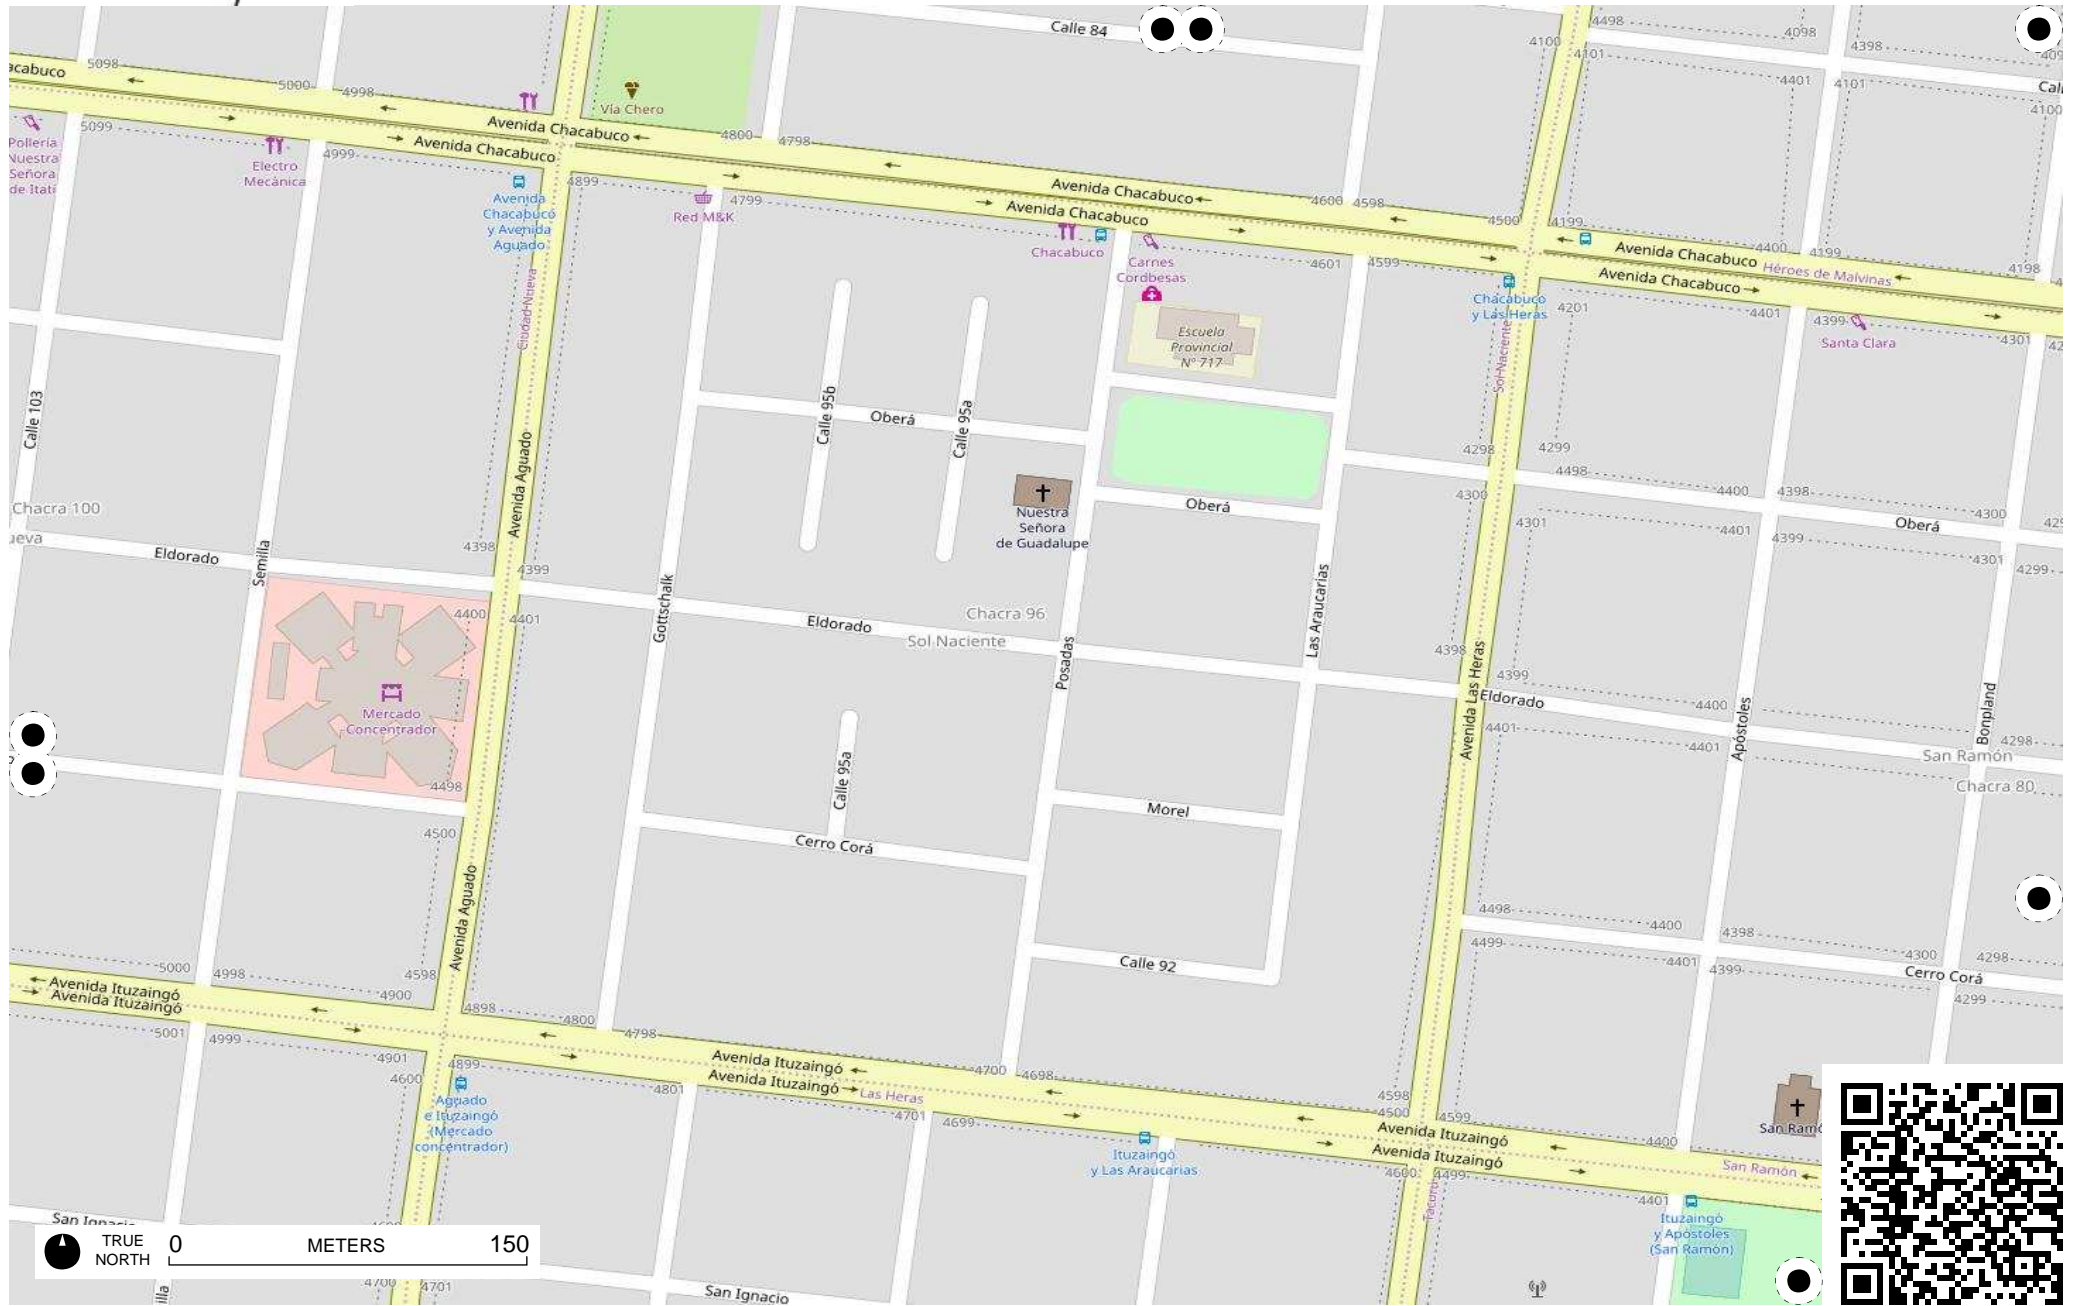 Calle 84
4498
4098
4398
4100
4101
4401
4101
4100
acabuco
5098
5000
4998
Vía Chero
Avenida Chacabuco
4800
4798
5099
Avenida Chacabuco
4999
Pollería
Nuestra
Señora
de Itatí
Electro
Mecánica
4899
Avenida
Chacabuco
y Avenida
Aguado
Red M&K
4799
Avenida Chacabuco
Avenida Chacabuco
4600
4598
4500
4199
Avenida Chacabuco
4400
4199
4198
Héroes de Malvinas
Avenida Chacabuco
Chacabuco
Carnes
Cordbesas
4601
4599
Chacabuco
y Las Heras
4201
4401
4399
Santa Clara
4301
Ciudad Nueva
Sol Naciente
Escuela
Provincial
N° 717
Calle 103
Calle 95b
Oberá
Calle 95a
Avenida Aguado
4298
4299
4498
4400
4398
4300
Oberá
4300
Nuestra
Señora
de Guadalupe
Oberá
4301
4401
4399
4301
4299
Chacra 100
ueva
Eldorado
Semilla
4398
4399
4400
4401
Gottschalk
Eldorado
Chacra 96
Sol Naciente
Posadas
Las Araucarias
4398
4399
Avenida Las Heras
Eldorado
4400
4401
4401
Apóstoles
Bonpland
4298
San Ramón
Chacra 80
Mercado
Concentrador
4498
4500
Calle 95a
Cerro Corá
Morel
Avenida Aguado
Calle 92
4498
4400
4398
4300
4298
4499
4401
4399
Cerro Corá
4299
5000
4998
4598
4900
Avenida Ituzaingó
Avenida Ituzaingó
4898
4800
4798
5001
4999
4901
4899
4600
Avenida Ituzaingó
4700
4698
Avenida Ituzaingó
Las Heras
4801
4701
4699
Aguado
e Ituzaingó
(Mercado
concentrador)
Ituzaingó
y Las Araucarias
4598
4500
4599
Avenida Ituzaingó
Avenida Ituzaingó
4600
4499
4400
San Ramón
Tacurú
4401
Ituzaingó
y Apóstoles
(San Ramón)
San Ramó
San Ignacio
TRUE
NORTH
0 METERS 150
4700
4701
illa
San Ignacio